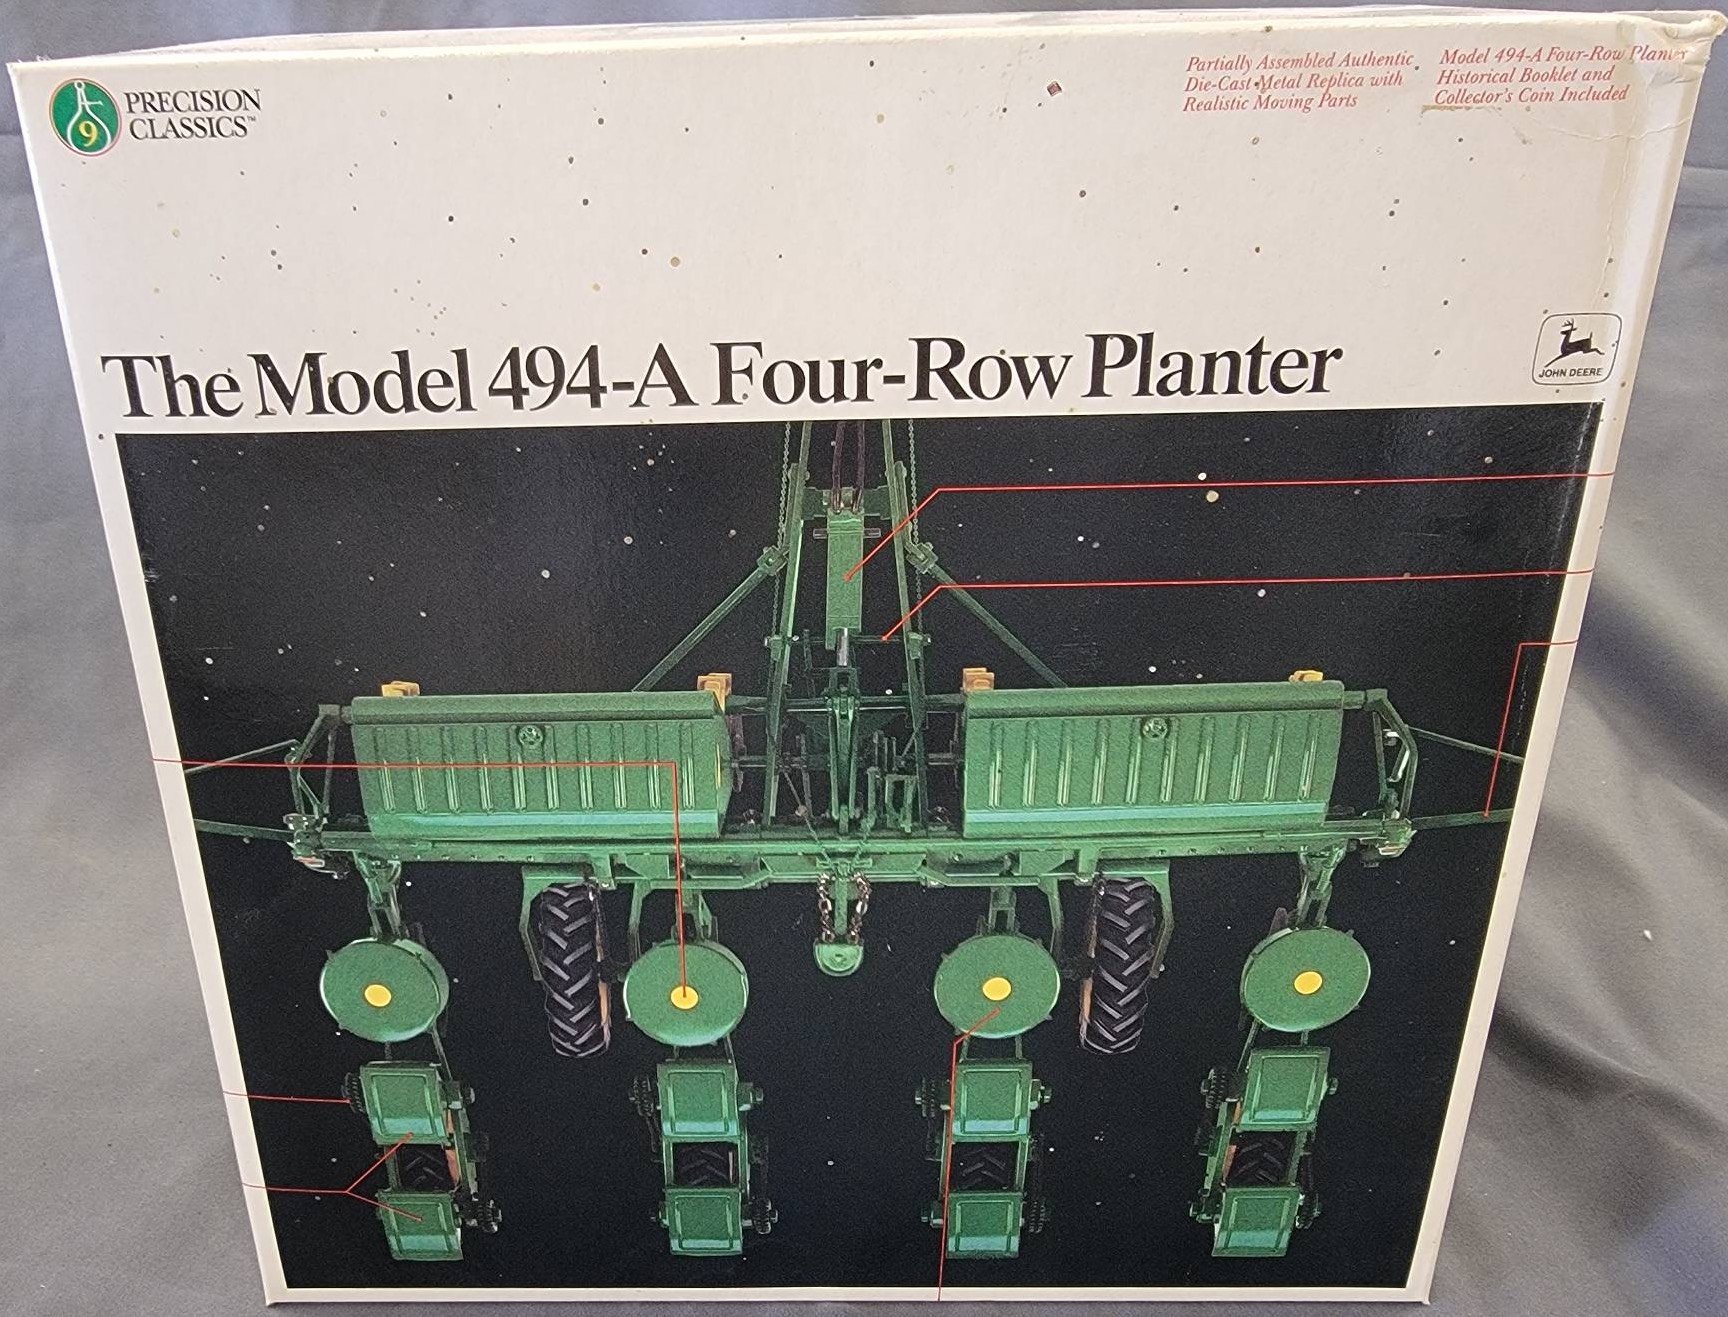 9
PRECISION
CLASSICS™
Partially Assembled Authentic
Die-Cast Metal Replica with
Realistic Moving Parts
Model 494-A Four-Row Planter
Historical Booklet and
Collector's Coin Included
The Model 494-A Four-Row Planter
JOHN DEERE